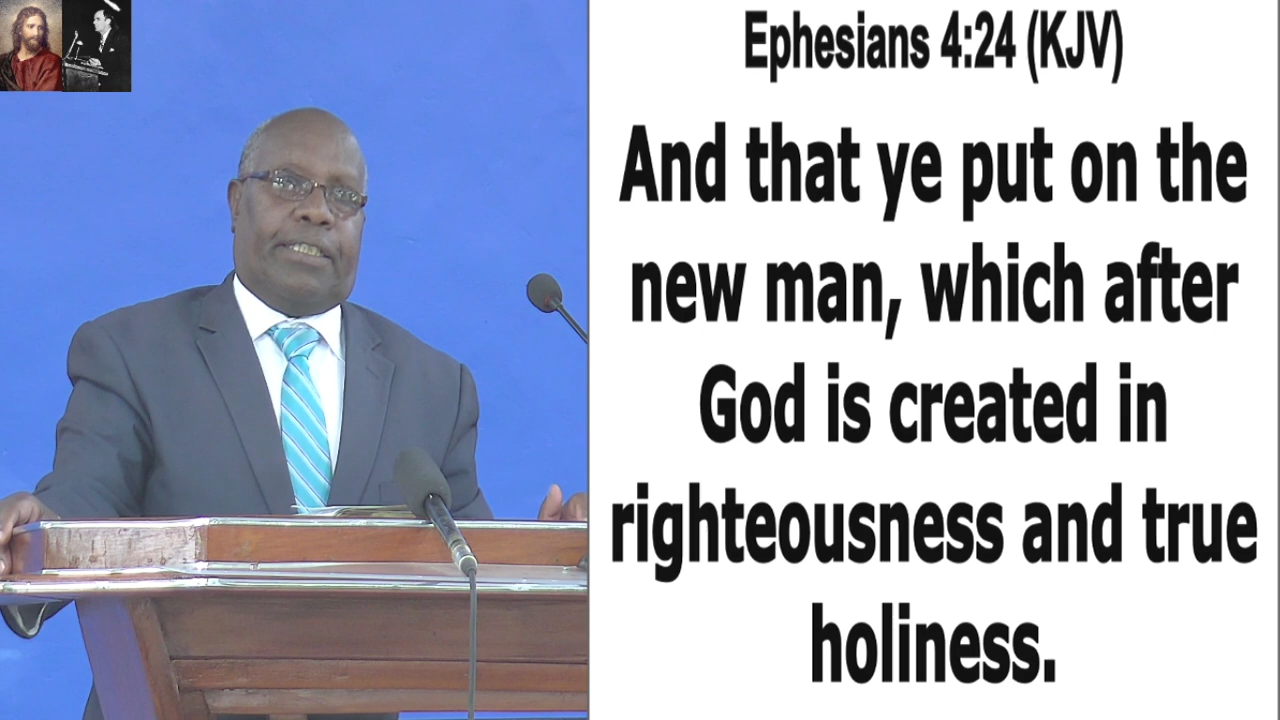 Ephesians 4:24 (KJV)
And that ye put on the
new man, which after
God is created in
righteousness and true
holiness.